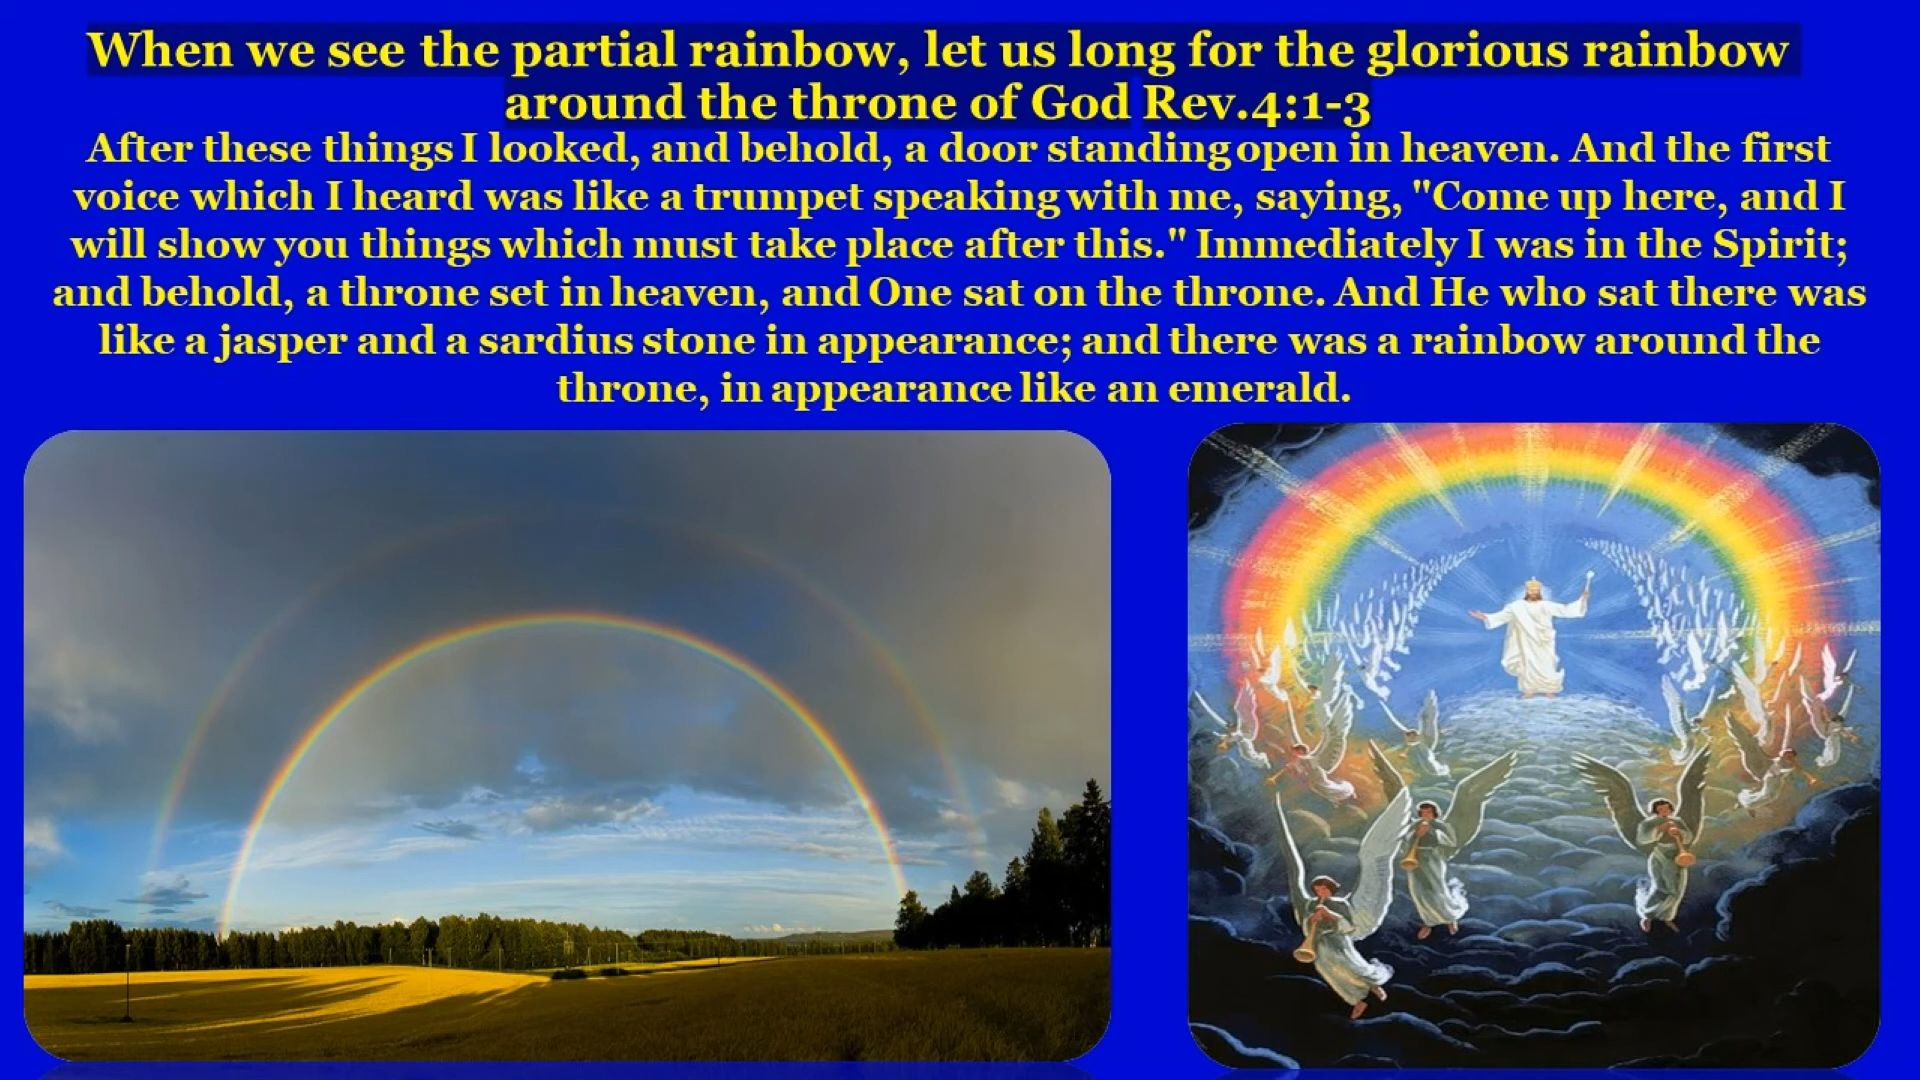 When we see the partial rainbow, let us long for the glorious rainbow
around the throne of God Rev.4:1-3
After these things I looked, and behold, a door standing open in heaven. And the first
voice which I heard was like a trumpet speaking with me, saying, "Come up here, and I
will show you things which must take place after this." Immediately I was in the Spirit;
and behold, a throne set in heaven, and One sat on the throne. And He who sat there was
like a jasper and a sardius stone in appearance; and there was a rainbow around the
throne, in appearance like an emerald.